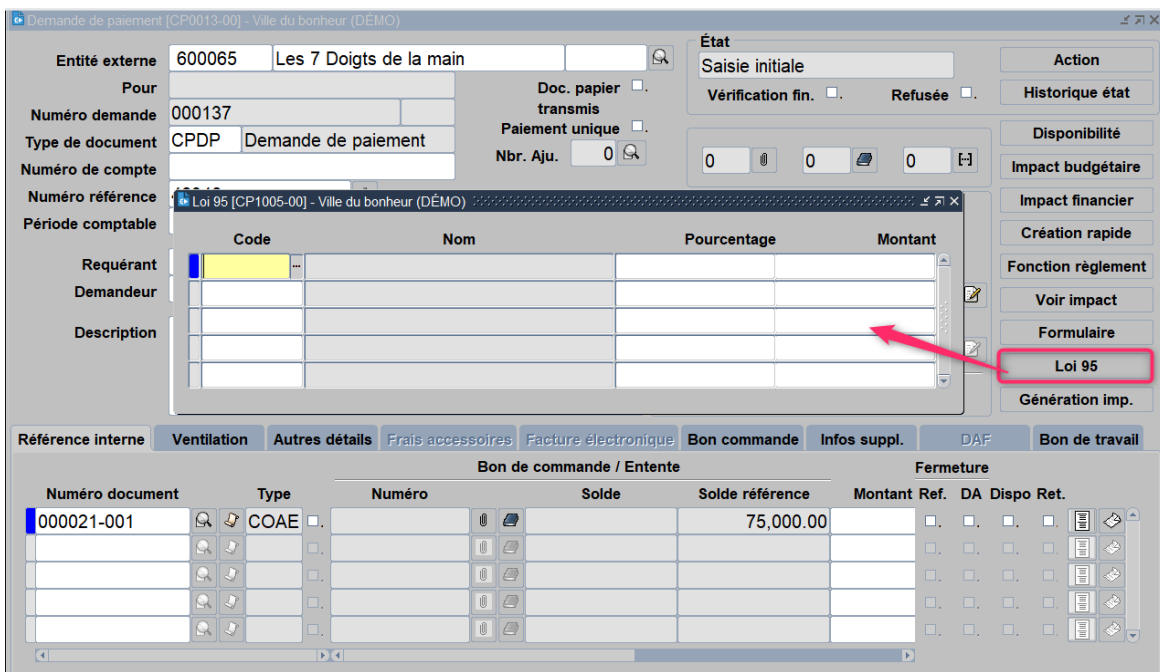 Demande de paiement [CP0013-00] - Ville du bonheur (DÉMO)
Entité externe 600065 Les 7 Doigts de la main
Pour
Numéro demande 000137
Type de document CPDP Demande de paiement
Numéro de compte
Numéro référence
Période comptable
Requérant
Demandeur
Description
Doc. papier
transmis
Paiement unique
Nbr. Aju. 0
État
Saisie initiale
Vérification fin. Refusée
0 0 0
Action
Historique état
Disponibilité
Impact budgétaire
Impact financier
Création rapide
Fonction règlement
Voir impact
Formulaire
Loi 95
Génération imp.
Loi 95 [CP1005-00] - Ville du bonheur (DÉMO)
Code Nom Pourcentage Montant
Référence interne Ventilation Autres détails Frais accessoires Facture électronique Bon commande Infos suppl. DAF Bon de travail
Bon de commande / Entente Fermeture
Numéro document Type Numéro Solde Solde référence Montant Ref. DA Dispo Ret.
000021-001 COAE 75,000.00